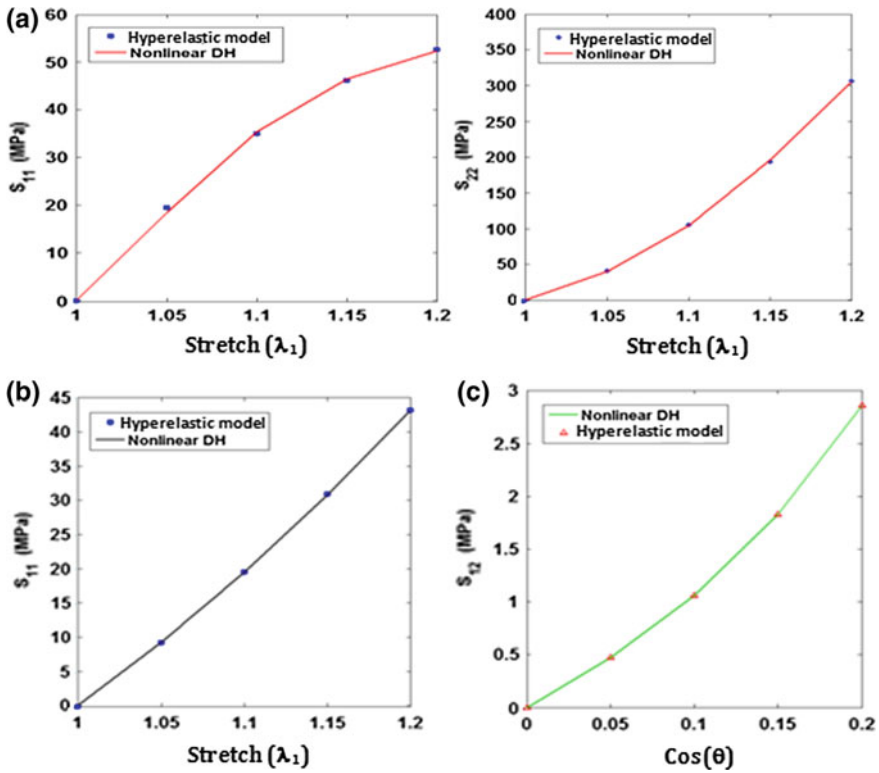 (a)
Hyperelastic model
Nonlinear DH
60
50
40
30
20
10
0
S11 (MPa)
1 1.05 1.1 1.15 1.2
Stretch (λ₁)
Hyperelastic model
Nonlinear DH
400
350
300
250
200
150
100
50
0
S22 (MPa)
1 1.05 1.1 1.15 1.2
Stretch (λ₁)
(b)
Hyperelastic model
Nonlinear DH
45
40
35
30
25
20
15
10
5
0
S11 (MPa)
1 1.05 1.1 1.15 1.2
Stretch (λ₁)
(c)
Nonlinear DH
Hyperelastic model
3
2.5
2
1.5
1
0.5
0
S12 (MPa)
0 0.05 0.1 0.15 0.2
Cos(θ)